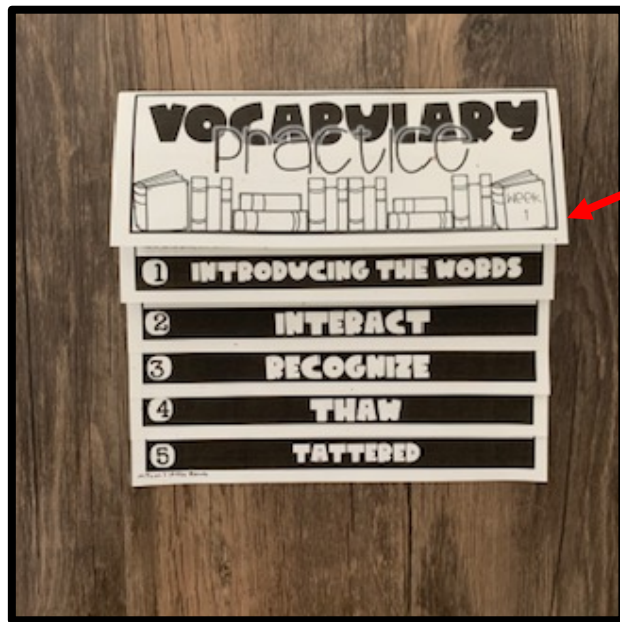 VOCABULARY
practice
Week
1
1 INTRODUCING THE WORDS
2 INTERACT
3 RECOGNIZE
4 THAW
5 TATTERED